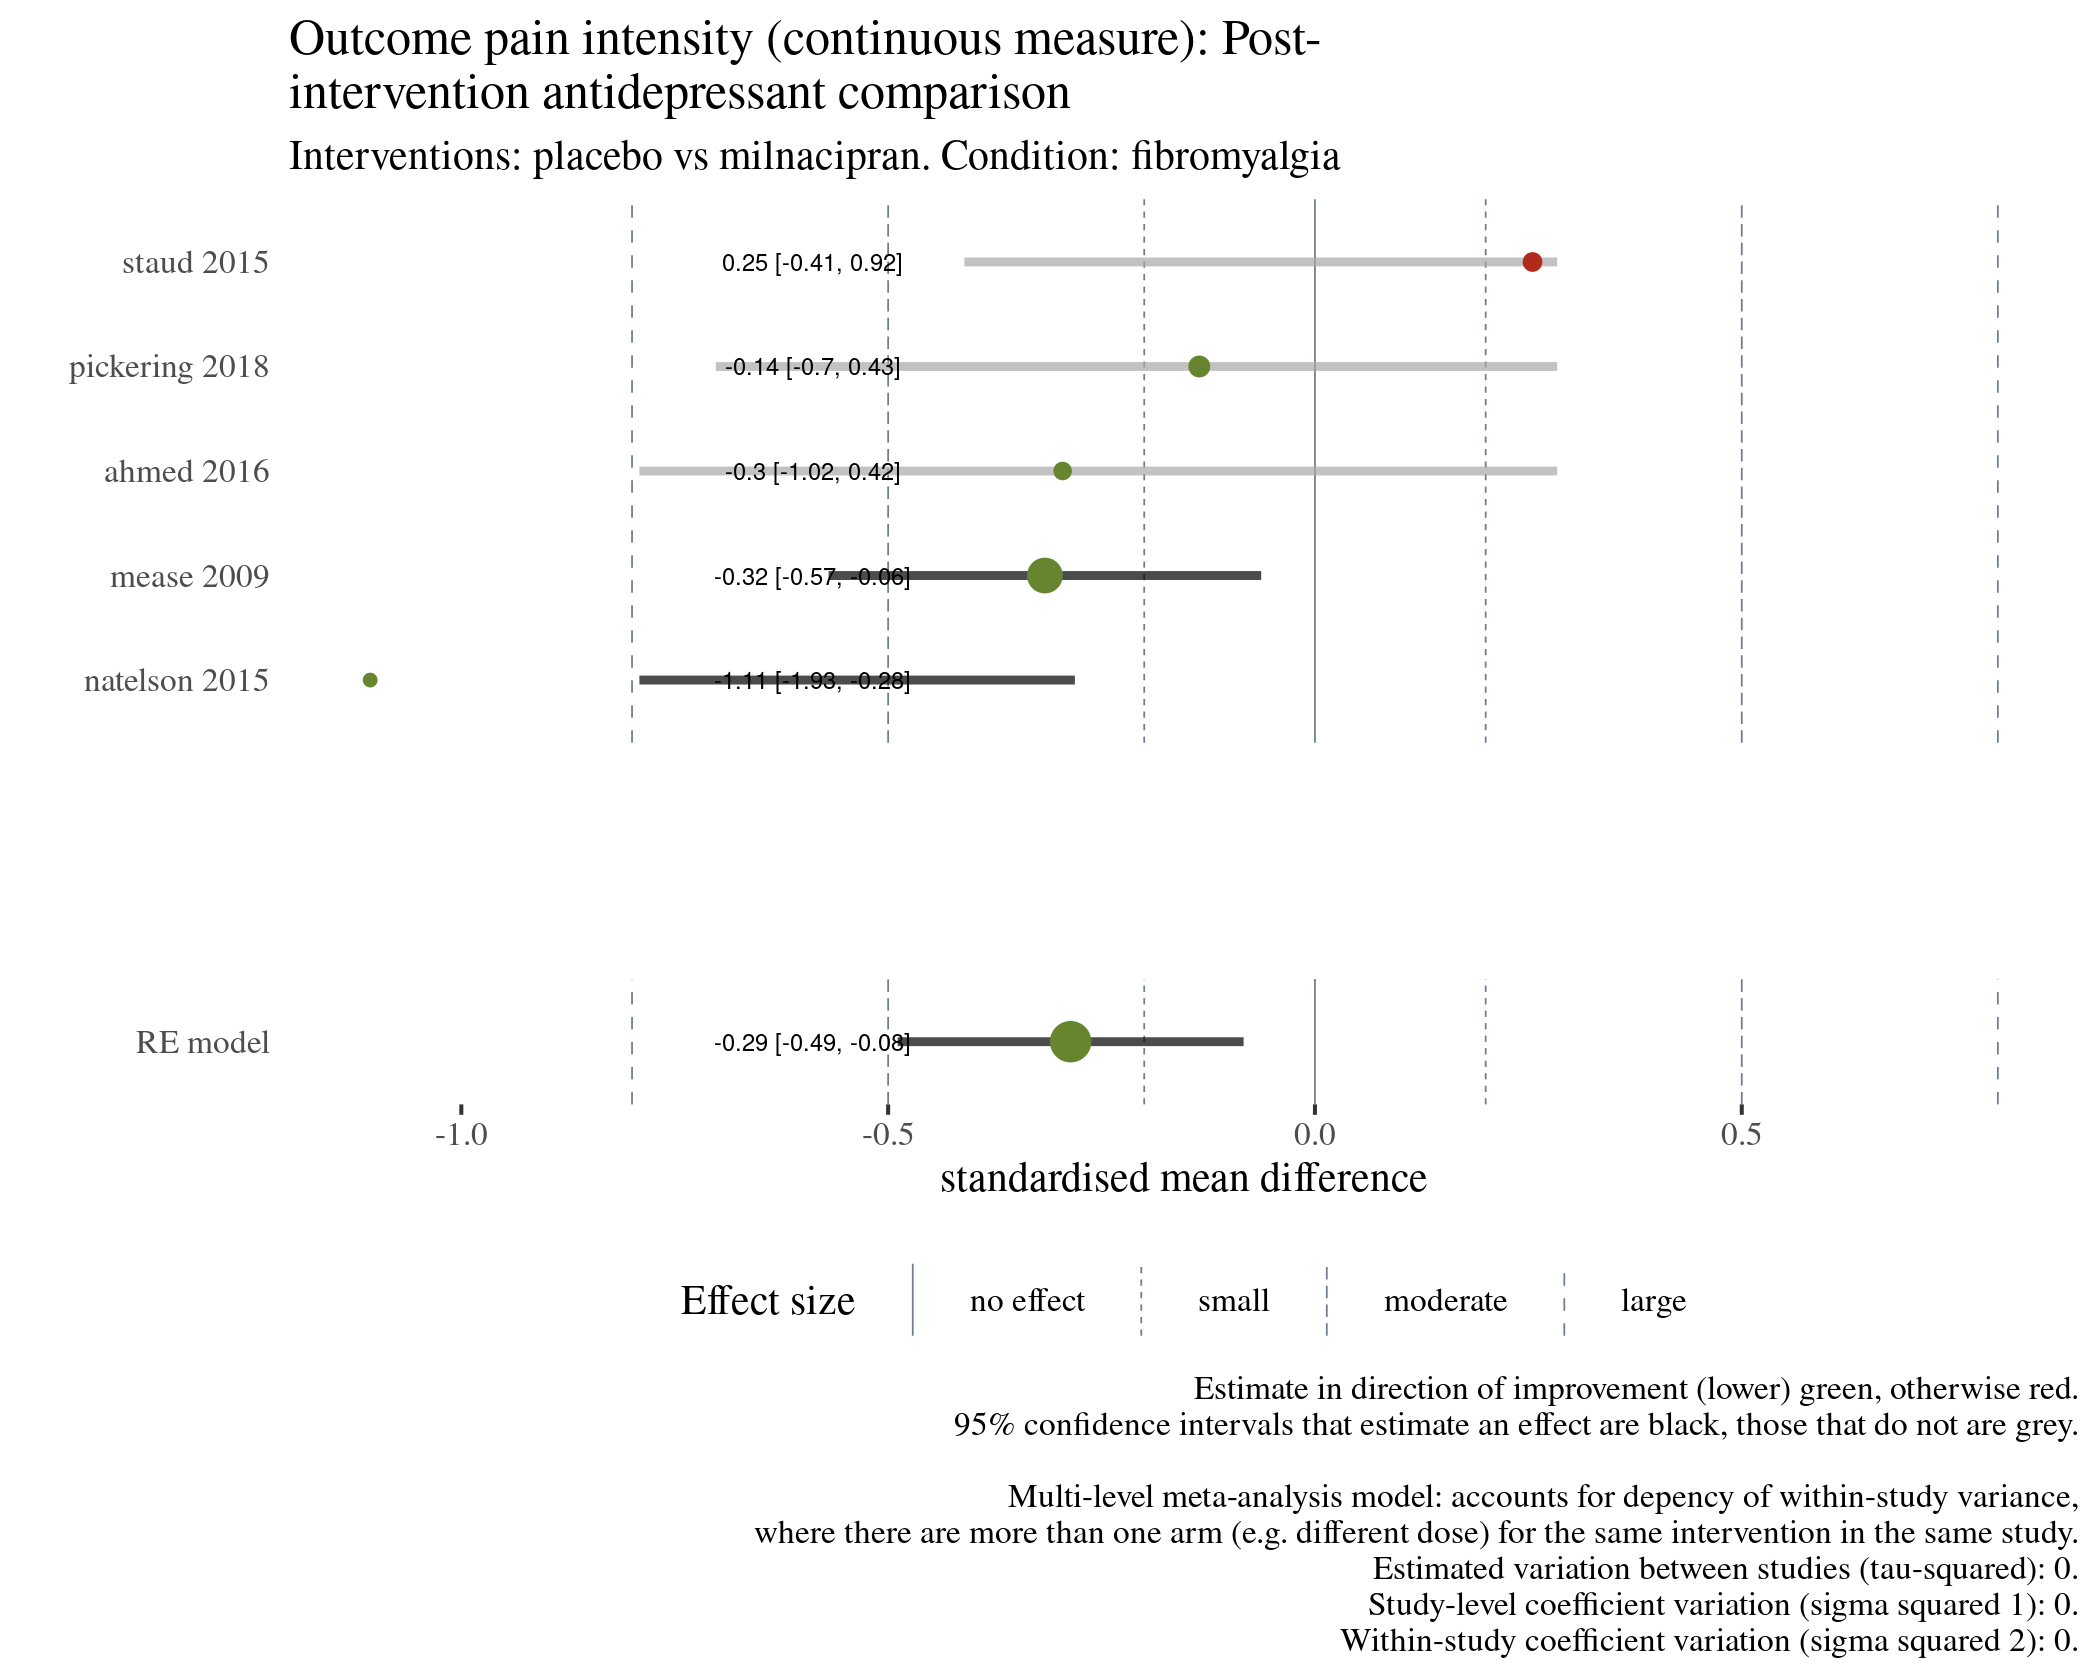 Outcome pain intensity (continuous measure): Post-
intervention antidepressant comparison
Interventions: placebo vs milnacipran. Condition: fibromyalgia
staud 2015
0.25 [-0.41, 0.92]
pickering 2018
-0.14 [-0.7, 0.43]
ahmed 2016
-0.3 [-1.02, 0.42]
mease 2009
-0.32 [-0.57, -0.06]
natelson 2015
-1.11 [-1.93, -0.28]
RE model
-0.29 [-0.49, -0.08]
-1.0 -0.5 0.0 0.5
standardised mean difference
Effect size no effect small moderate large
Estimate in direction of improvement (lower) green, otherwise red.
95% confidence intervals that estimate an effect are black, those that do not are grey.
Multi-level meta-analysis model: accounts for depency of within-study variance,
where there are more than one arm (e.g. different dose) for the same intervention in the same study.
Estimated variation between studies (tau-squared): 0.
Study-level coefficient variation (sigma squared 1): 0.
Within-study coefficient variation (sigma squared 2): 0.